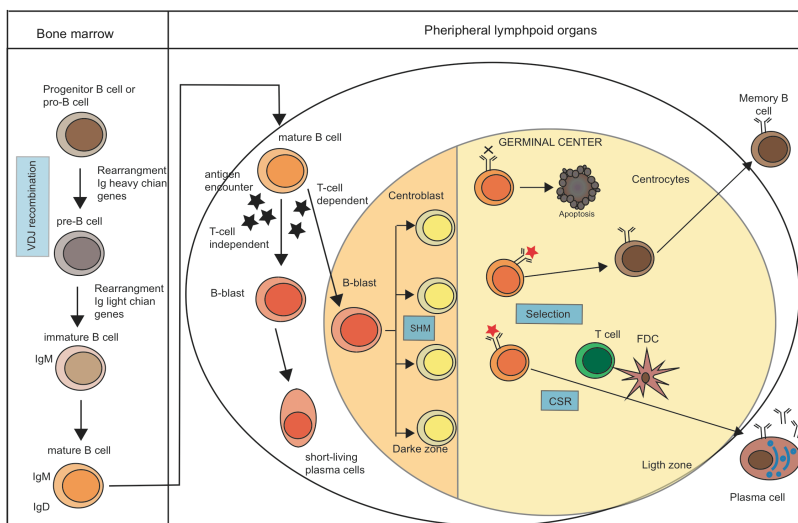 Bone marrow
Pheripheral lymphpoid organs
Progenitor B cell or
pro-B cell
VDJ recombination
Rearrangment
Ig heavy chian
genes
pre-B cell
Rearrangment
Ig light chian
genes
immature B cell
IgM
mature B cell
IgM
IgD
mature B cell
antigen
encounter
T-cell
dependent
T-cell
independent
B-blast
short-living
plasma cells
B-blast
Centroblast
SHM
Darke zone
GERMINAL CENTER
Centrocytes
Apoptosis
Selection
T cell
FDC
CSR
Ligth zone
Memory B
cell
Plasma cell